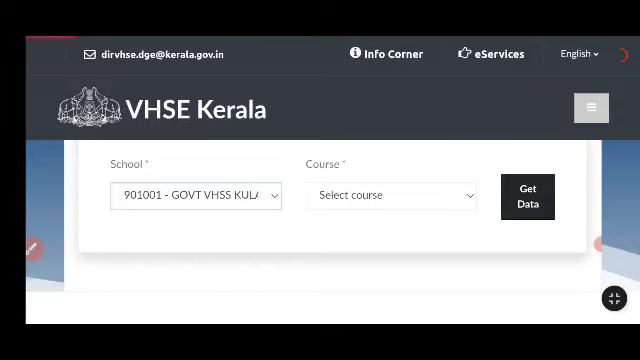 dirvhse.dge@kerala.gov.in
Info Corner
eServices
English
VHSE Kerala
School *
Course *
901001 - GOVT VHSS KULA
Select course
Get
Data